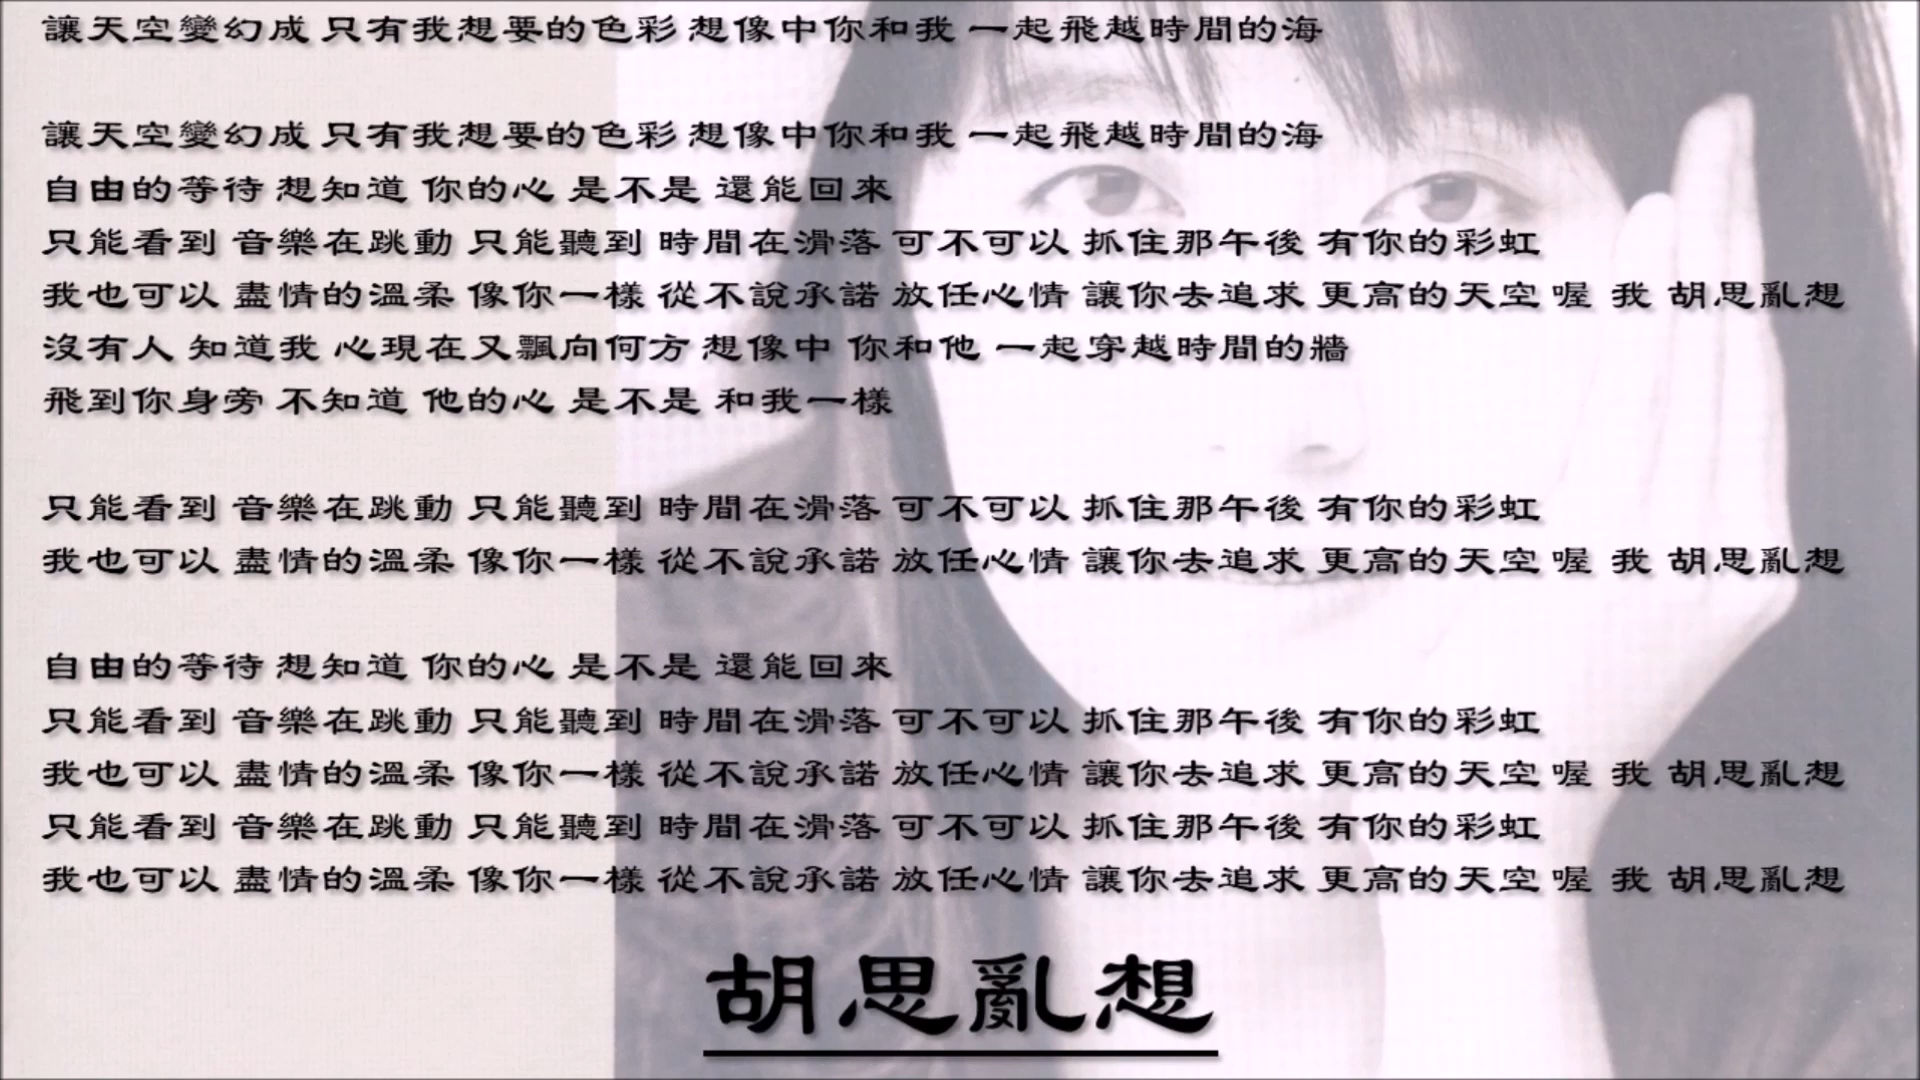 讓天空變幻成 只有我想要的色彩 想像中你和我 一起飛越時間的海
讓天空變幻成 只有我想要的色彩 想像中你和我 一起飛越時間的海
自由的等待 想知道 你的心 是不是 還能回來
只能看到 音樂在跳動 只能聽到 時間在滑落 可不可以 抓住那午後 有你的彩虹
我也可以 盡情的溫柔 像你一樣 從不說承諾 放任心情 讓你去追求 更高的天空 喔 我 胡思亂想
沒有人 知道我 心現在又飄向何方 想像中 你和他 一起穿越時間的牆
飛到你身旁 不知道 他的心 是不是 和我一樣
只能看到 音樂在跳動 只能聽到 時間在滑落 可不可以 抓住那午後 有你的彩虹
我也可以 盡情的溫柔 像你一樣 從不說承諾 放任心情 讓你去追求 更高的天空 喔 我 胡思亂想
自由的等待 想知道 你的心 是不是 還能回來
只能看到 音樂在跳動 只能聽到 時間在滑落 可不可以 抓住那午後 有你的彩虹
我也可以 盡情的溫柔 像你一樣 從不說承諾 放任心情 讓你去追求 更高的天空 喔 我 胡思亂想
只能看到 音樂在跳動 只能聽到 時間在滑落 可不可以 抓住那午後 有你的彩虹
我也可以 盡情的溫柔 像你一樣 從不說承諾 放任心情 讓你去追求 更高的天空 喔 我 胡思亂想
胡思亂想